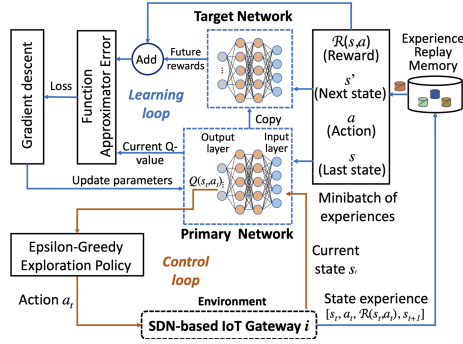 Target Network
Add
Future
rewards
Learning
loop
Loss
Gradient descent
Function
Approximator Error
ℛ(s,a)
(Reward)
s'
(Next state)
a
(Action)
s
(Last state)
Experience
Replay
Memory
Minibatch of
experiences
Copy
Output
layer
Input
layer
Current Q-
value
Update parameters
Q(sₜ,aₜ)
Primary Network
Epsilon-Greedy
Exploration Policy
Control
loop
Current
state sₜ
Action aₜ
Environment
SDN-based IoT Gateway i
State experience
[sₜ, aₜ, ℛ(sₜ,aₜ), sₜ₊₁]